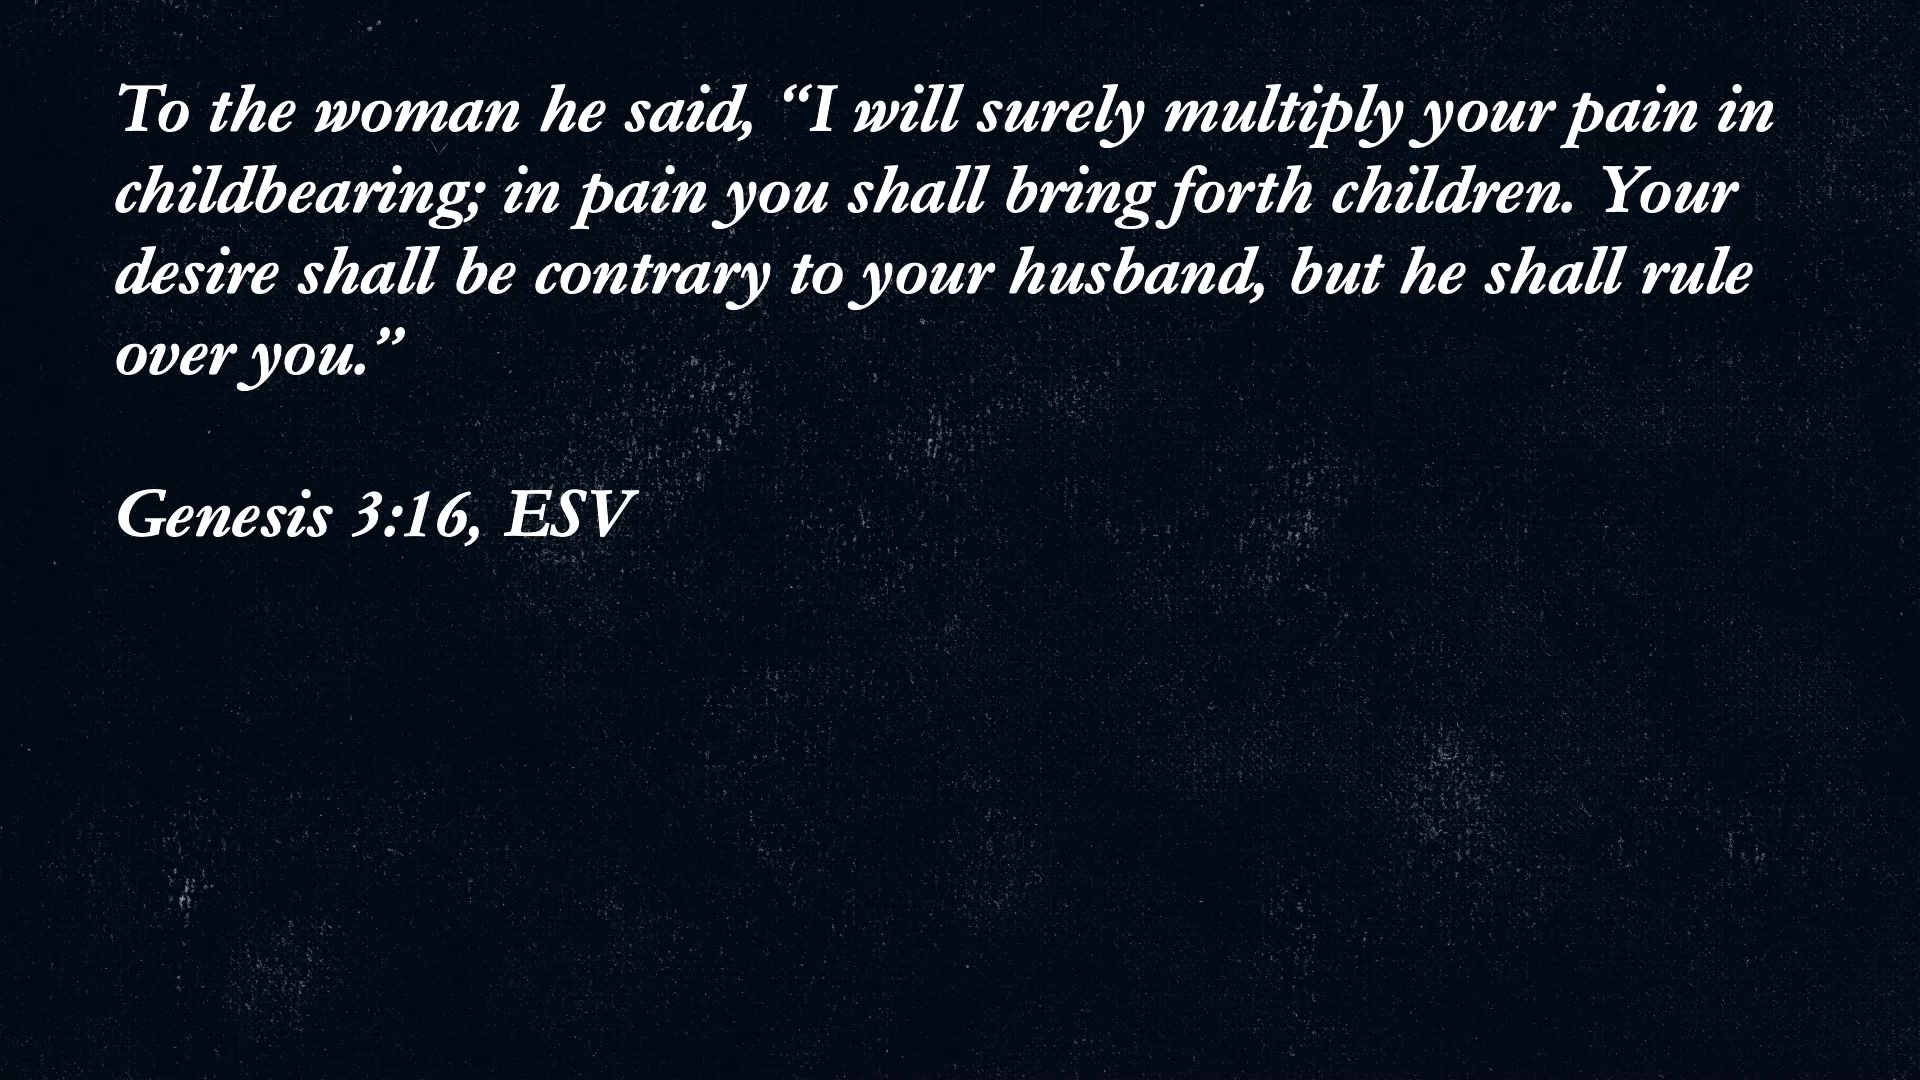 To the woman he said, “I will surely multiply your pain in
childbearing; in pain you shall bring forth children. Your
desire shall be contrary to your husband, but he shall rule
over you.”
Genesis 3:16, ESV